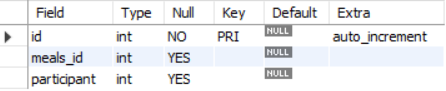 Field Type Null Key Default Extra
id int NO PRI NULL auto_increment
meals_id int YES NULL
participant int YES NULL